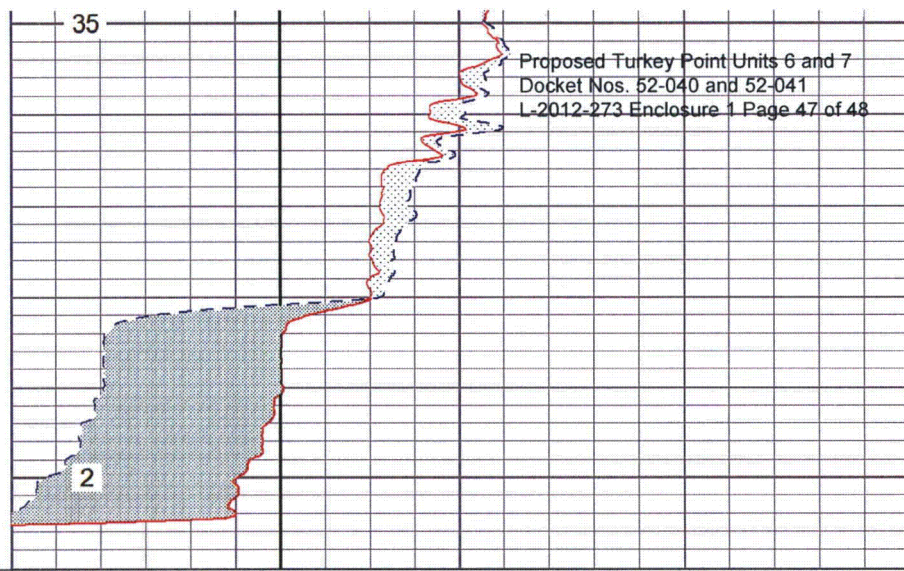 35
Proposed Turkey Point Units 6 and 7
Docket Nos. 52-040 and 52-041
L-2012-273 Enclosure 1 Page 47 of 48
2